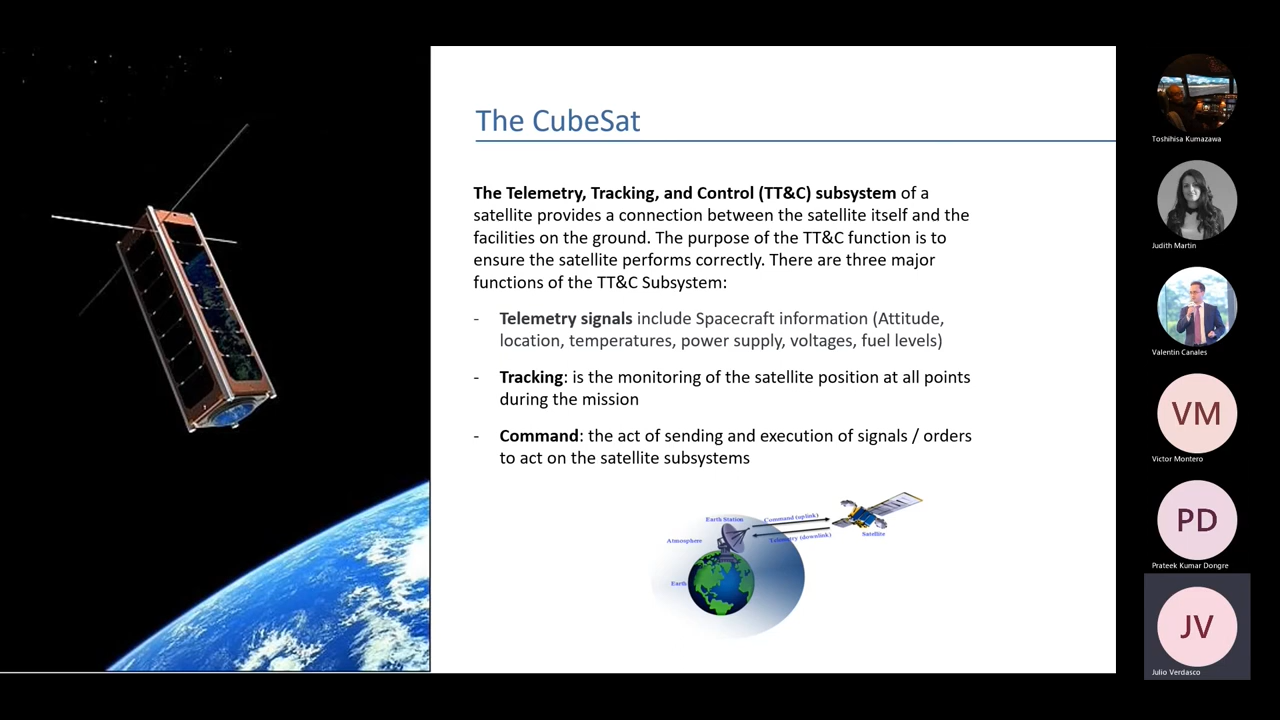 The CubeSat
The Telemetry, Tracking, and Control (TT&C) subsystem of a
satellite provides a connection between the satellite itself and the
facilities on the ground. The purpose of the TT&C function is to
ensure the satellite performs correctly. There are three major
functions of the TT&C Subsystem:
- Telemetry signals include Spacecraft information (Attitude,
location, temperatures, power supply, voltages, fuel levels)
- Tracking: is the monitoring of the satellite position at all points
during the mission
- Command: the act of sending and execution of signals / orders
to act on the satellite subsystems
Earth Station
Command (uplink)
Atmosphere
Telemetry (downlink)
Satellite
Earth
Toshihisa Kumazawa
Judith Martin
Valentin Canales
VM
Victor Montero
PD
Prateek Kumar Dongre
JV
Julio Verdasco